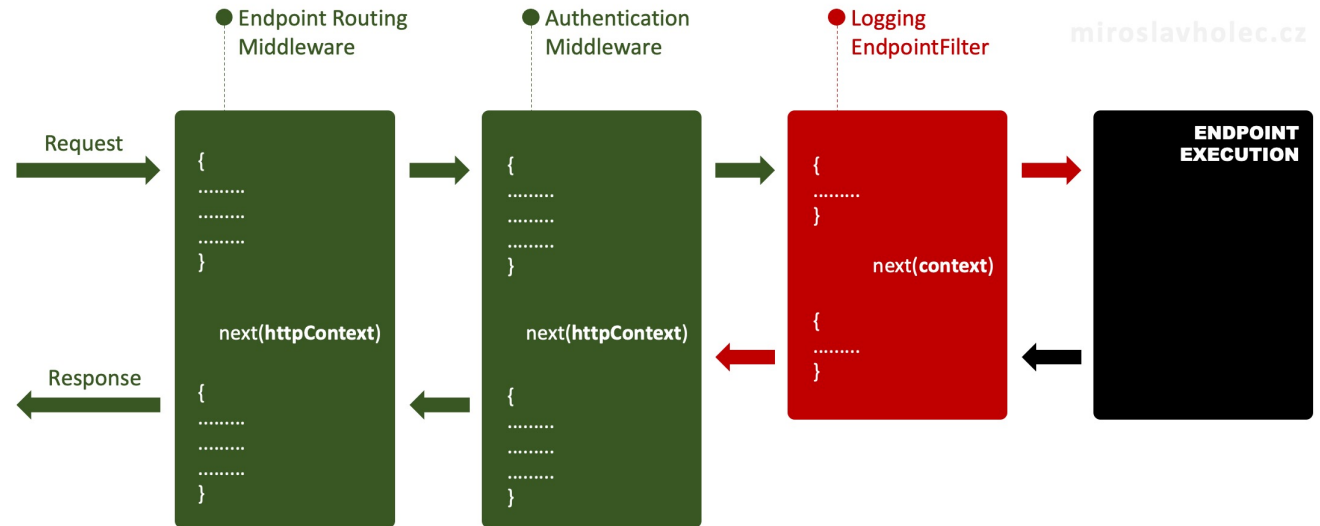 Endpoint Routing
Middleware
Authentication
Middleware
Logging
EndpointFilter
miroslavholec.cz
Request
{
.........
.........
.........
}
next(httpContext)
{
.........
.........
.........
}
Response
{
.........
.........
.........
}
next(httpContext)
{
.........
.........
.........
}
{
.........
}
next(context)
{
.........
}
ENDPOINT
EXECUTION